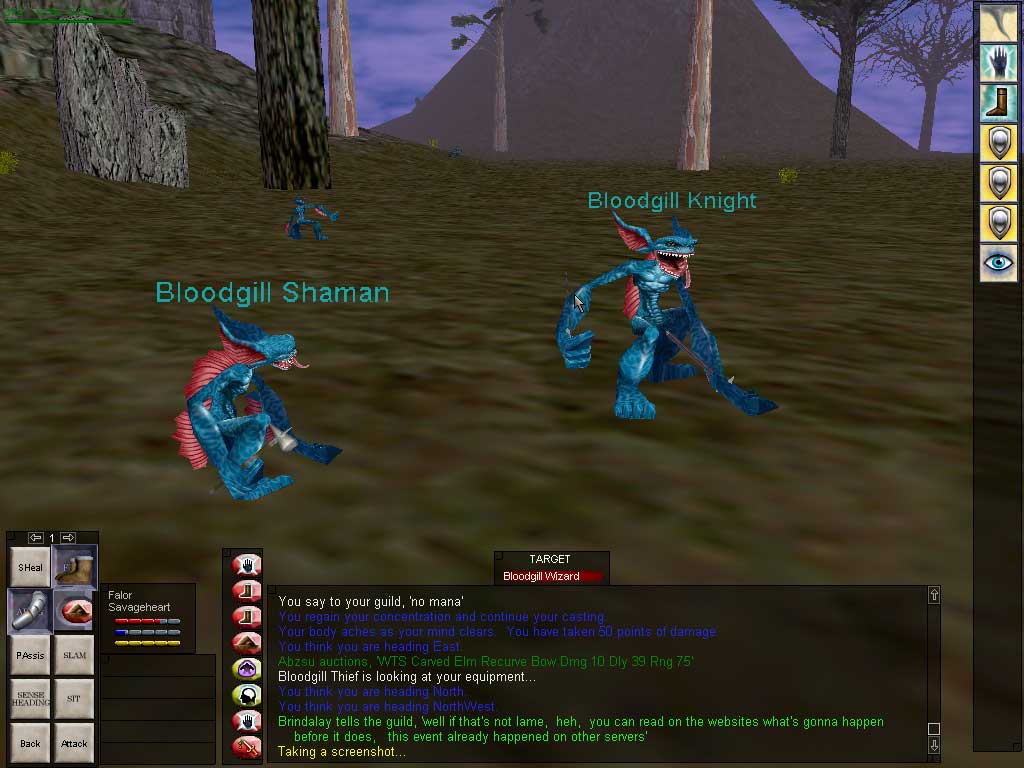 Bloodgill Knight
Bloodgill Shaman
1
SHeal
PAssis
SLAM
SENSE
HEADING
SIT
Back
Attack
Falor
Savageheart
TARGET
Bloodgill Wizard
You say to your guild, 'no mana'
You regain your concentration and continue your casting.
Your body aches as your mind clears.  You have taken 50 points of damage.
You think you are heading East.
Abzsu auctions, 'WTS Carved Elm Recurve Bow Dmg 10 Dly 39 Rng 75'
Bloodgill Thief is looking at your equipment...
You think you are heading North.
You think you are heading NorthWest.
Brindalay tells the guild, 'well if that's not lame,  heh,  you can read on the websites what's gonna happen
before it does,   this event already happened on other servers'
Taking a screenshot...